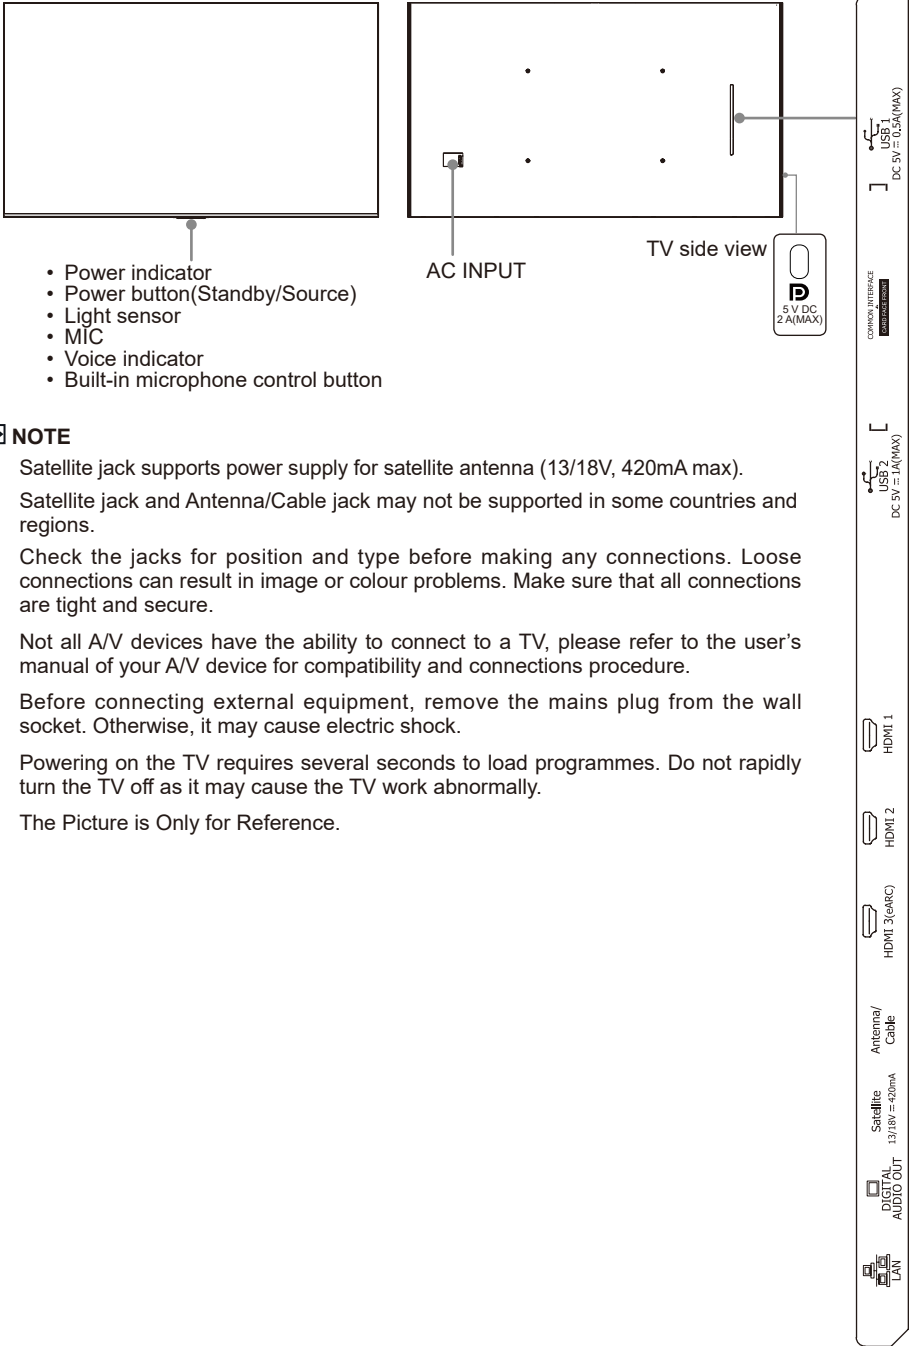 • Power indicator
• Power button(Standby/Source)
• Light sensor
• MIC
• Voice indicator
• Built-in microphone control button
AC INPUT
TV side view
5 V DC
2 A(MAX)
NOTE
Satellite jack supports power supply for satellite antenna (13/18V, 420mA max).
Satellite jack and Antenna/Cable jack may not be supported in some countries and
regions.
Check the jacks for position and type before making any connections. Loose
connections can result in image or colour problems. Make sure that all connections
are tight and secure.
Not all A/V devices have the ability to connect to a TV, please refer to the user’s
manual of your A/V device for compatibility and connections procedure.
Before connecting external equipment, remove the mains plug from the wall
socket. Otherwise, it may cause electric shock.
Powering on the TV requires several seconds to load programmes. Do not rapidly
turn the TV off as it may cause the TV work abnormally.
The Picture is Only for Reference.
USB 1
DC 5V ⎓ 0.5A(MAX)
COMMON INTERFACE
CARD FACE FRONT
USB 2
DC 5V ⎓ 1A(MAX)
HDMI 1
HDMI 2
HDMI 3(eARC)
Antenna/
Cable
Satellite
13/18V ⎓ 420mA
DIGITAL
AUDIO OUT
LAN